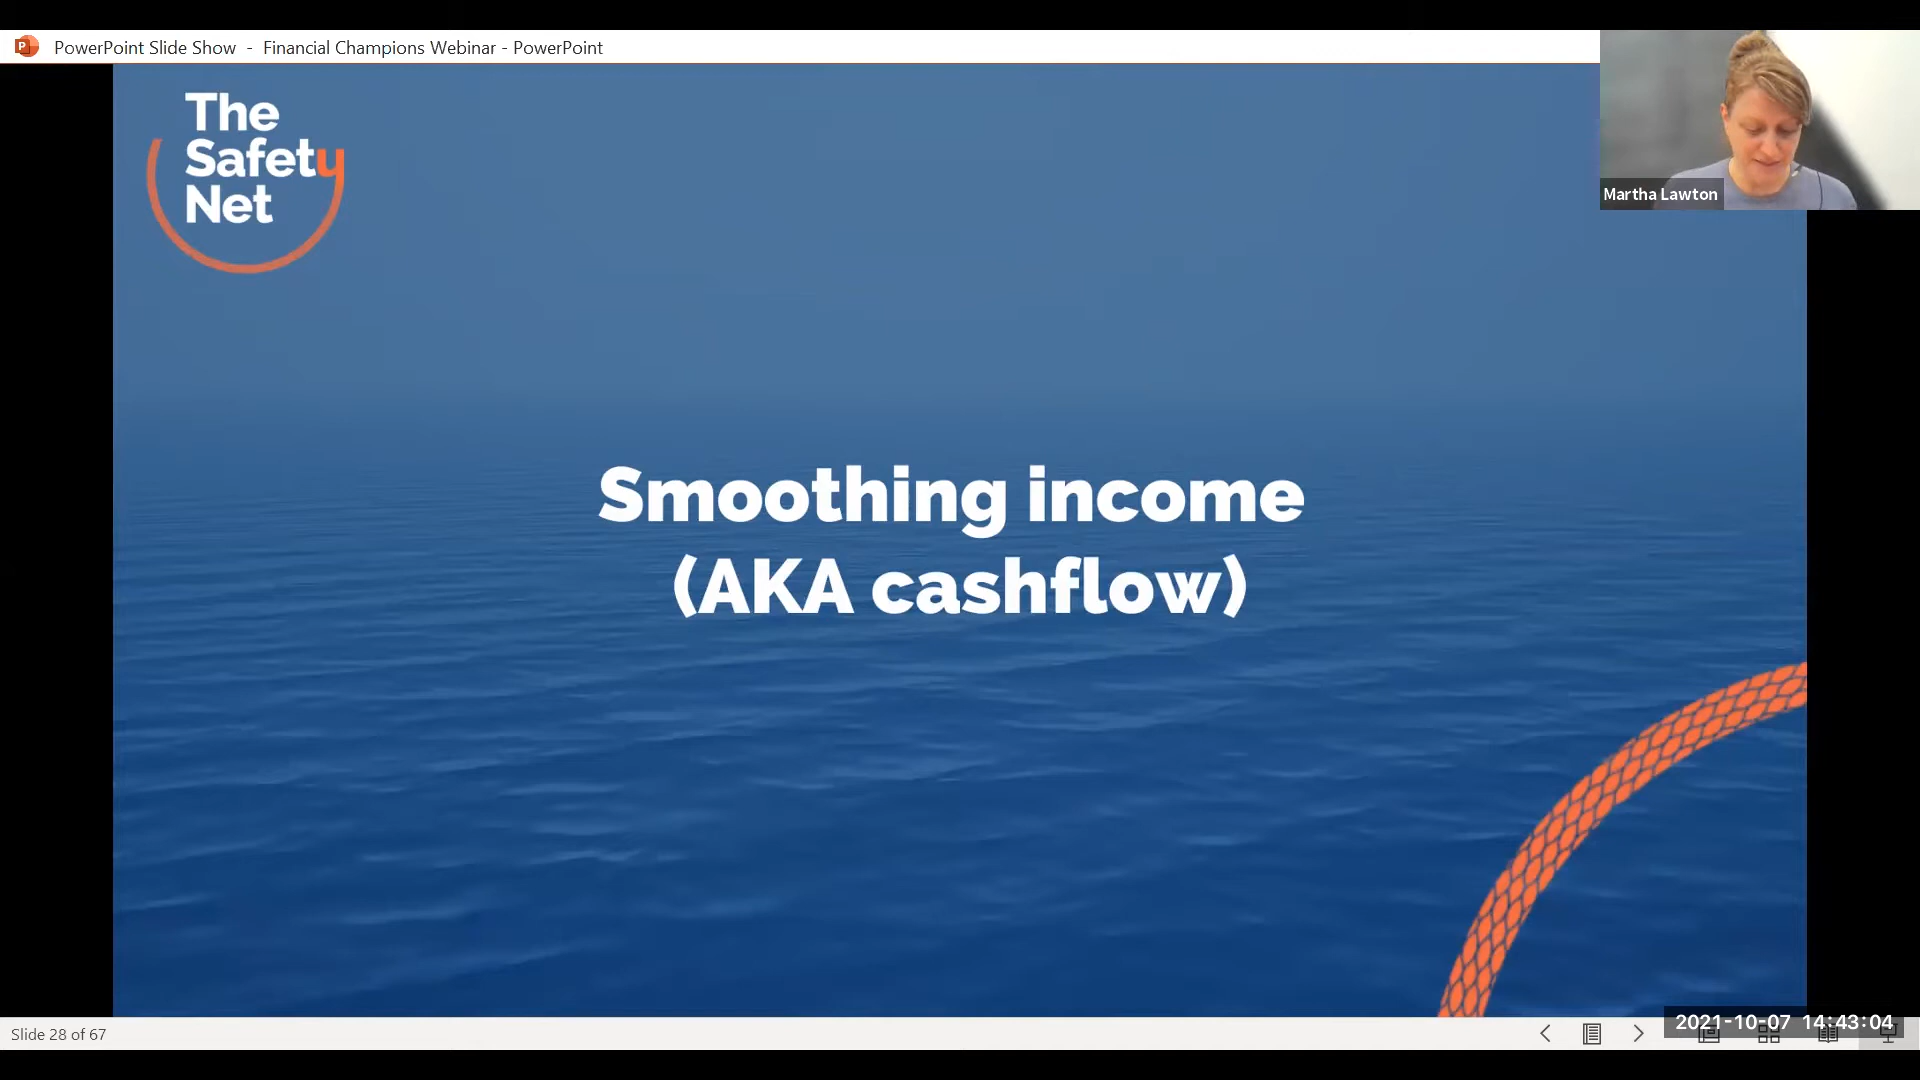 PowerPoint Slide Show - Financial Champions Webinar - PowerPoint
The
Safety
Net
Martha Lawton
Smoothing income
(AKA cashflow)
Slide 28 of 67
2021-10-07 14:43:04